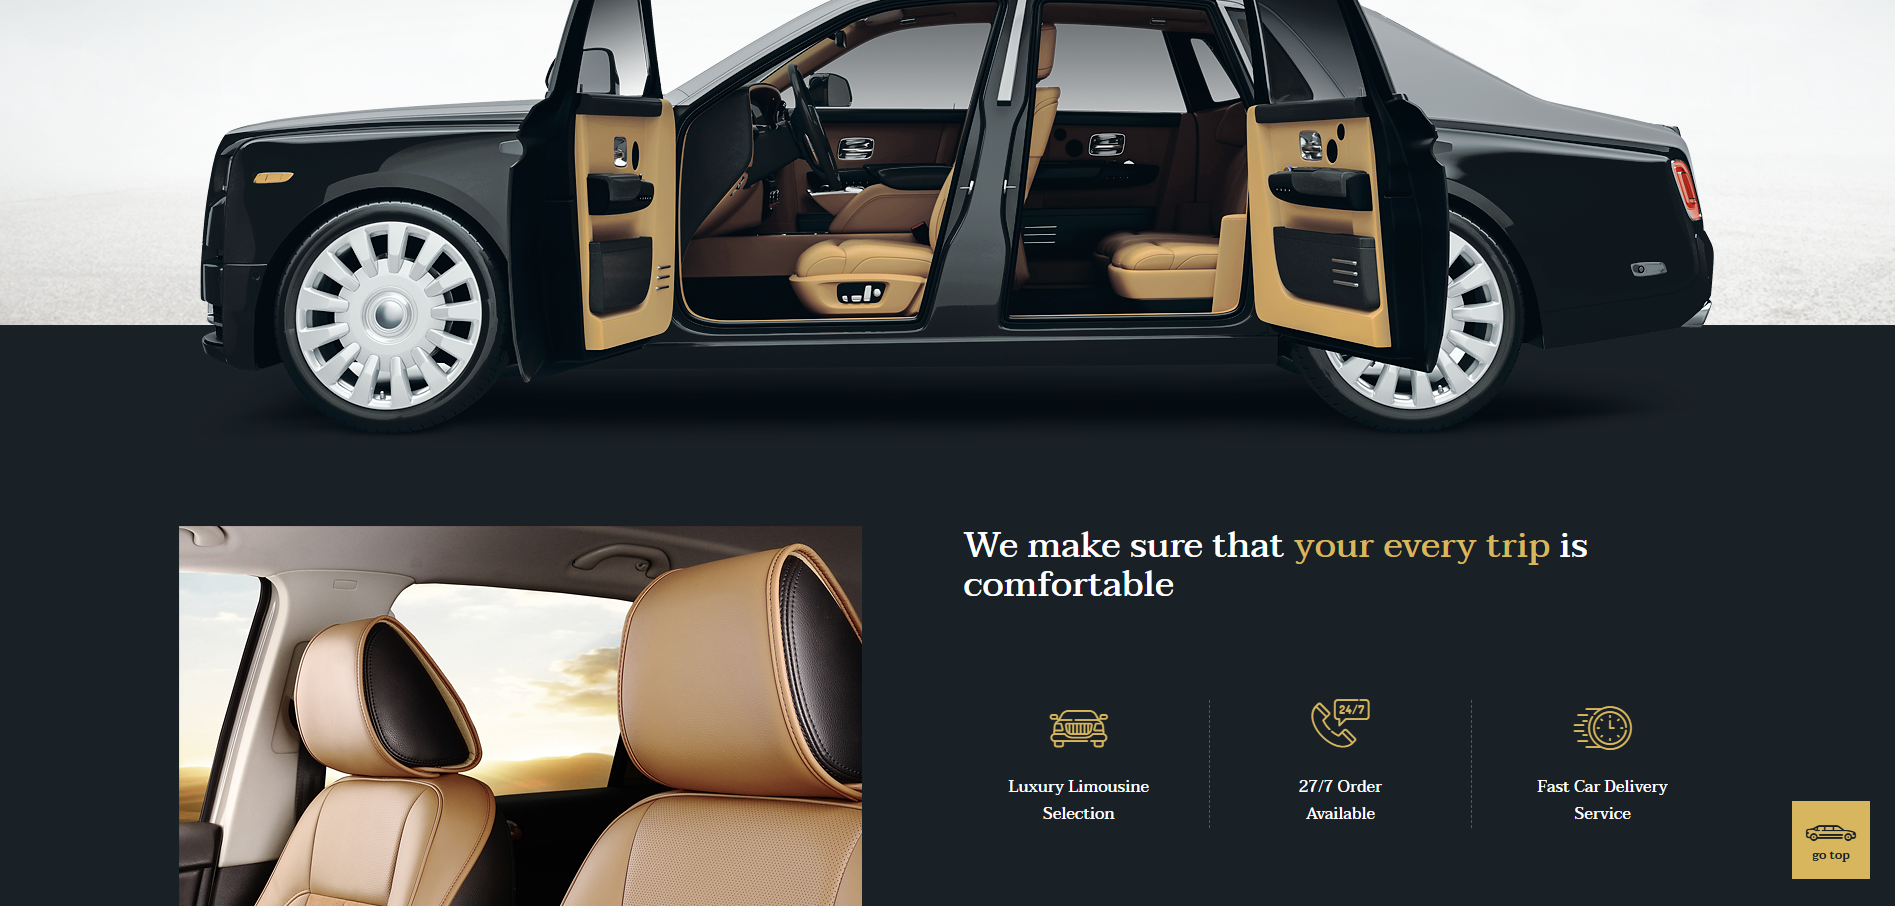 We make sure that your every trip is
comfortable
24/7
Luxury Limousine
Selection
27/7 Order
Available
Fast Car Delivery
Service
go top